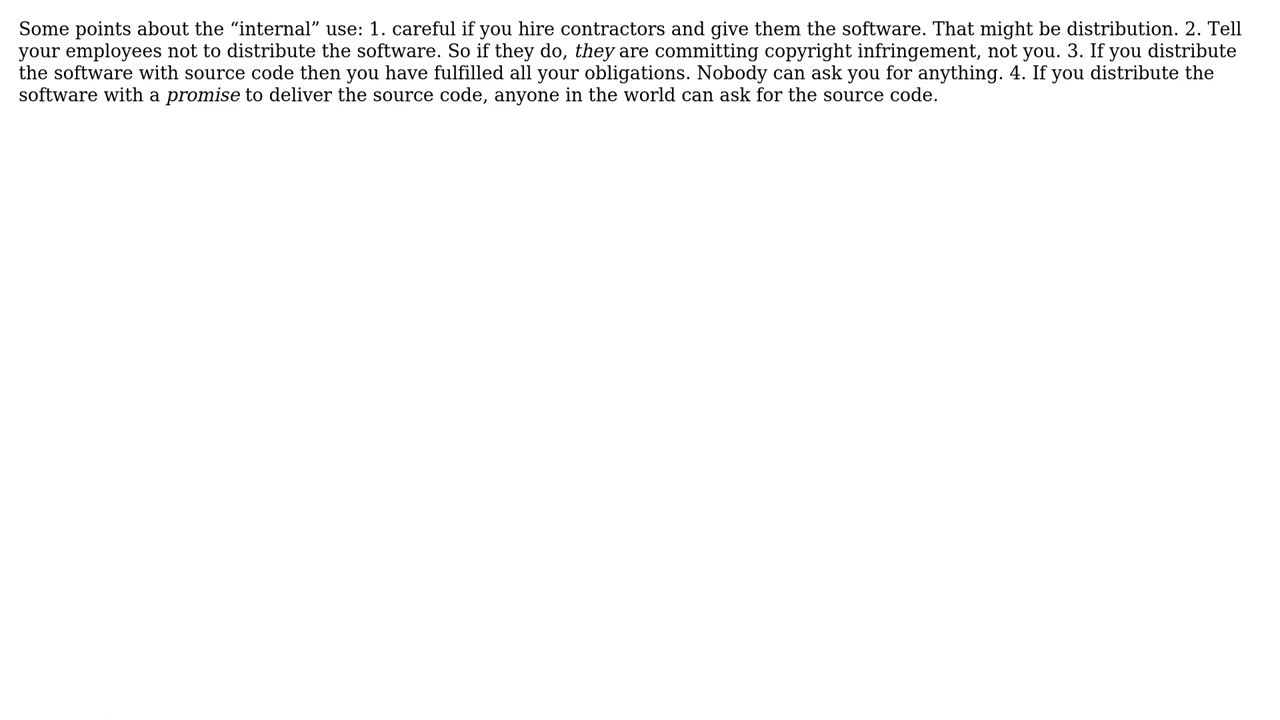 Some points about the “internal” use: 1. careful if you hire contractors and give them the software. That might be distribution. 2. Tell
your employees not to distribute the software. So if they do, they are committing copyright infringement, not you. 3. If you distribute
the software with source code then you have fulfilled all your obligations. Nobody can ask you for anything. 4. If you distribute the
software with a promise to deliver the source code, anyone in the world can ask for the source code.